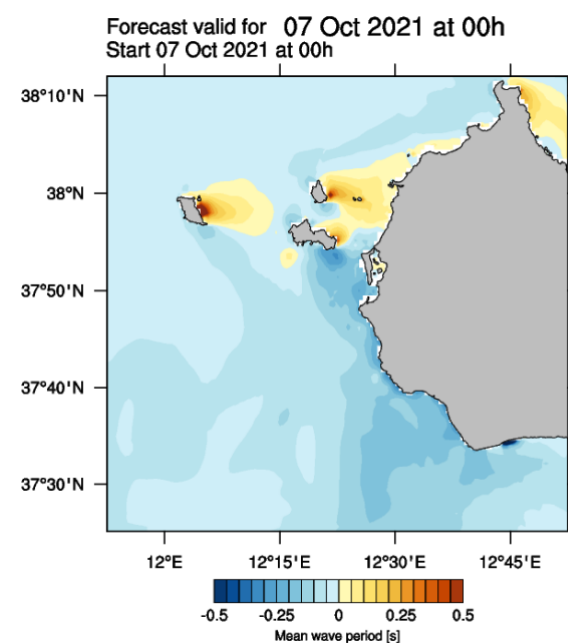 Forecast valid for 07 Oct 2021 at 00h
Start 07 Oct 2021 at 00h
38°10'N
38°N
37°50'N
37°40'N
37°30'N
12°E 12°15'E 12°30'E 12°45'E
-0.5 -0.25 0 0.25 0.5
Mean wave period [s]